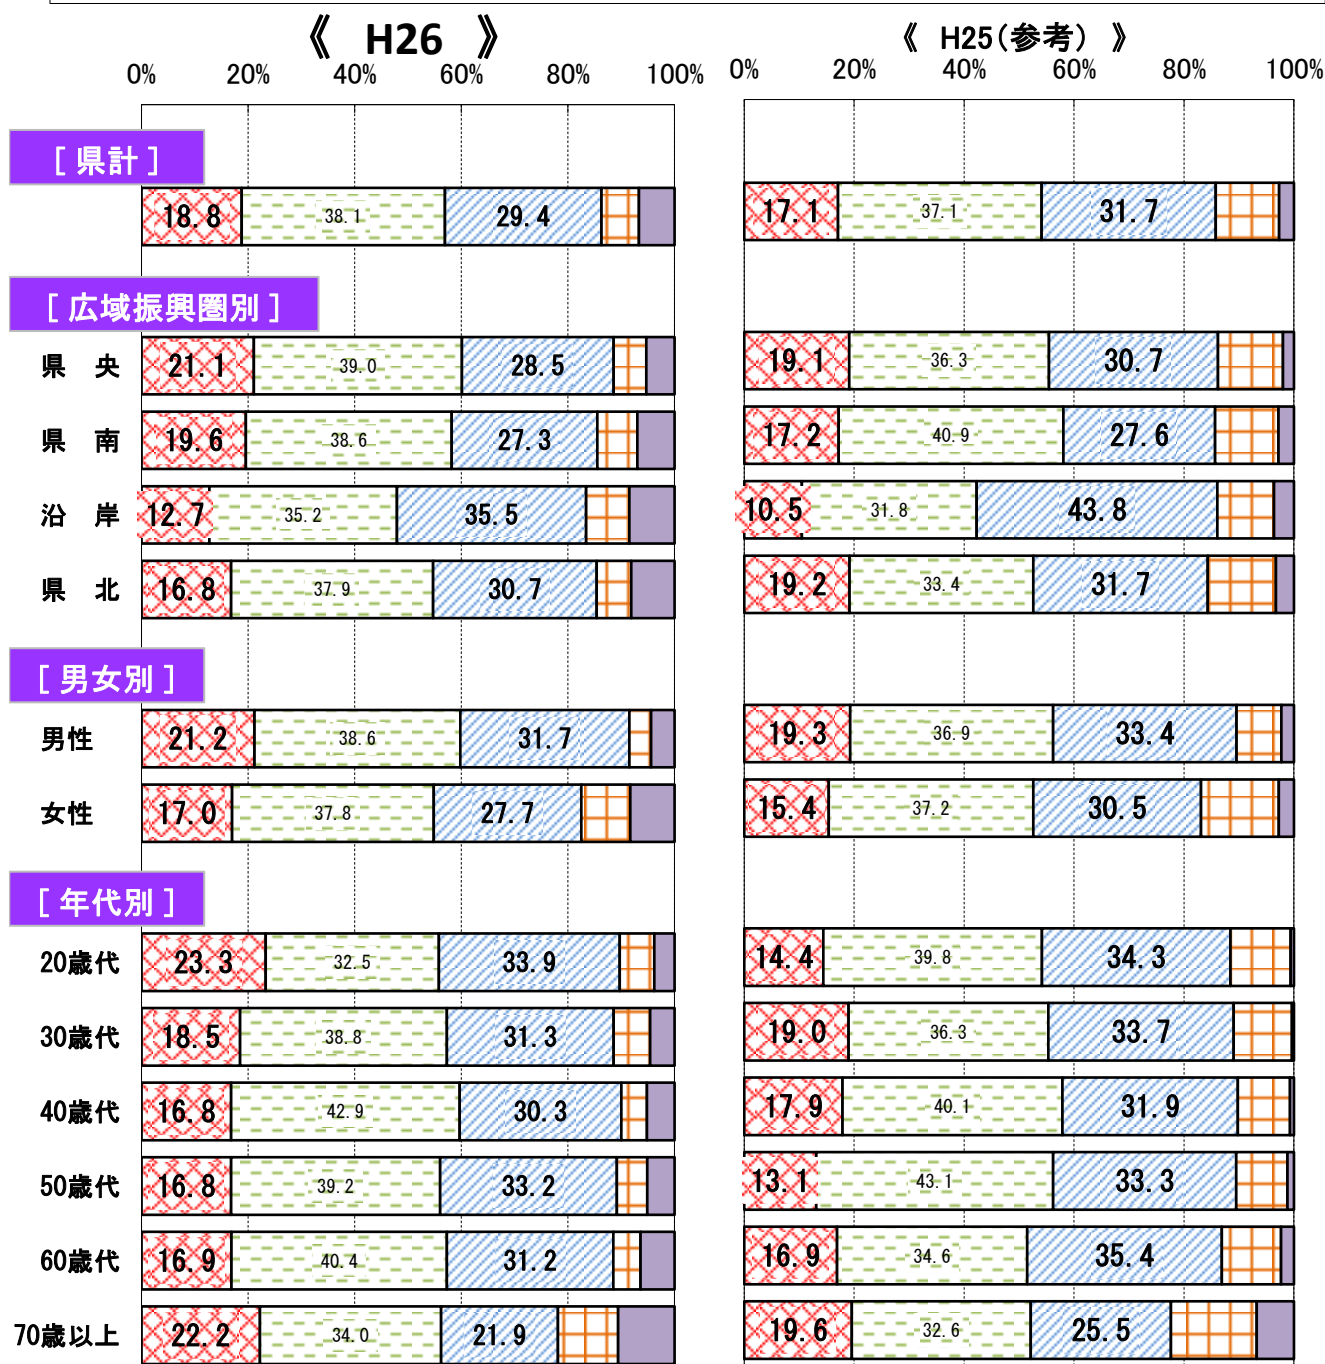 《 H26 》 《 H25（参考） 》
0% 20% 40% 60% 80% 100% 0% 20% 40% 60% 80% 100%
[ 県計 ]
18.8 38.1 29.4 17.1 37.1 31.7
[ 広域振興圏別 ]
県 央 21.1 39.0 28.5 19.1 36.3 30.7
県 南 19.6 38.6 27.3 17.2 40.9 27.6
沿 岸 12.7 35.2 35.5 10.5 31.8 43.8
県 北 16.8 37.9 30.7 19.2 33.4 31.7
[ 男女別 ]
男性 21.2 38.6 31.7 19.3 36.9 33.4
女性 17.0 37.8 27.7 15.4 37.2 30.5
[ 年代別 ]
20歳代 23.3 32.5 33.9 14.4 39.8 34.3
30歳代 18.5 38.8 31.3 19.0 36.3 33.7
40歳代 16.8 42.9 30.3 17.9 40.1 31.9
50歳代 16.8 39.2 33.2 13.1 43.1 33.3
60歳代 16.9 40.4 31.2 16.9 34.6 35.4
70歳以上 22.2 34.0 21.9 19.6 32.6 25.5